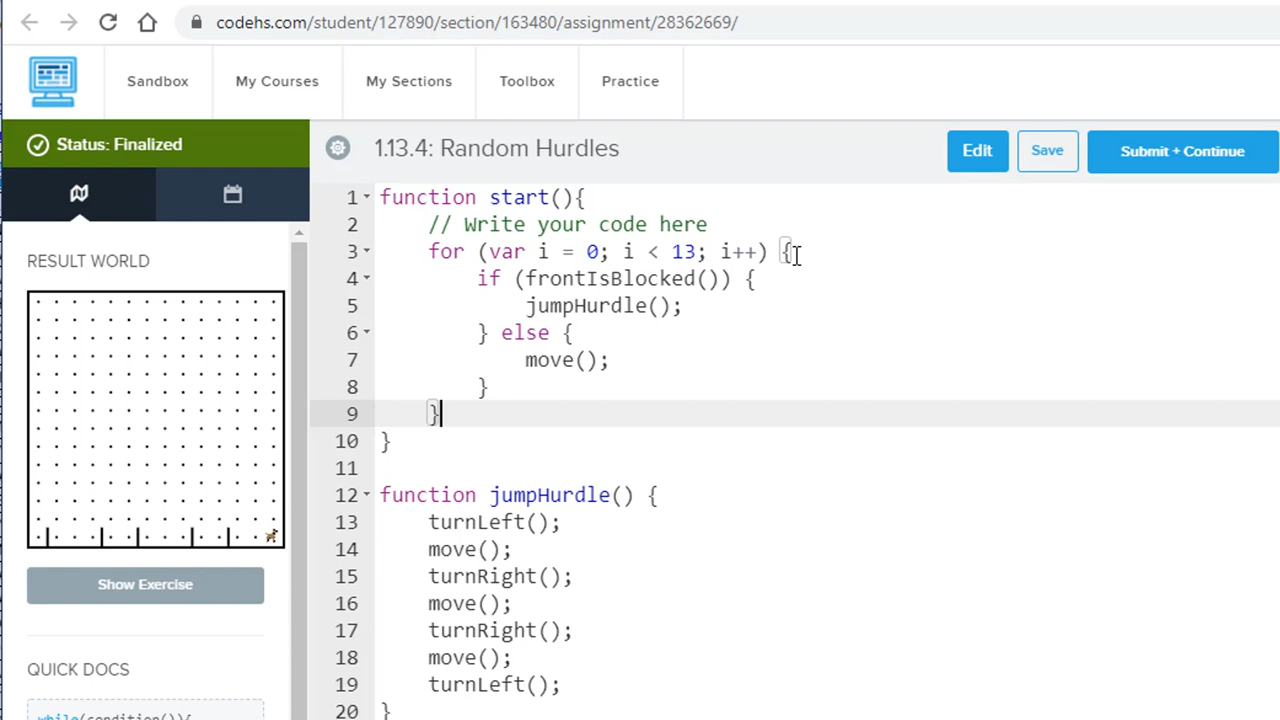 codehs.com/student/127890/section/163480/assignment/28362669/
Sandbox
My Courses
My Sections
Toolbox
Practice
Status: Finalized
1.13.4: Random Hurdles
Edit
Save
Submit + Continue
RESULT WORLD
Show Exercise
QUICK DOCS
while(condition()){
1 function start(){
2 // Write your code here
3 for (var i = 0; i < 13; i++) {
4 if (frontIsBlocked()) {
5 jumpHurdle();
6 } else {
7 move();
8 }
9 }
10 }
11
12 function jumpHurdle() {
13 turnLeft();
14 move();
15 turnRight();
16 move();
17 turnRight();
18 move();
19 turnLeft();
20 }